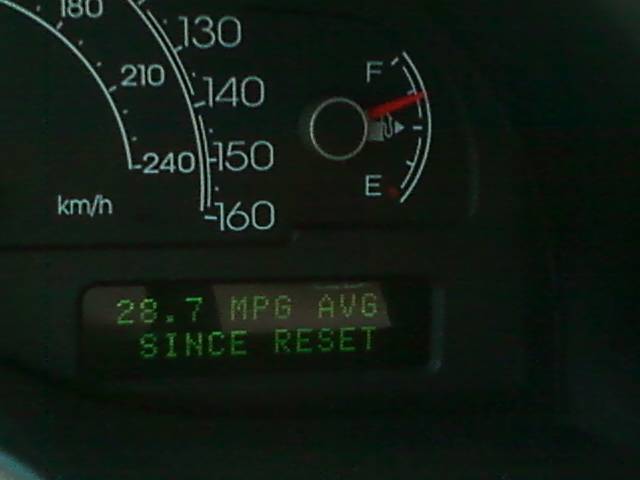 180
130
210
140
-240
-150
km/h
-160
F
E
28.7 MPG AVG
SINCE RESET